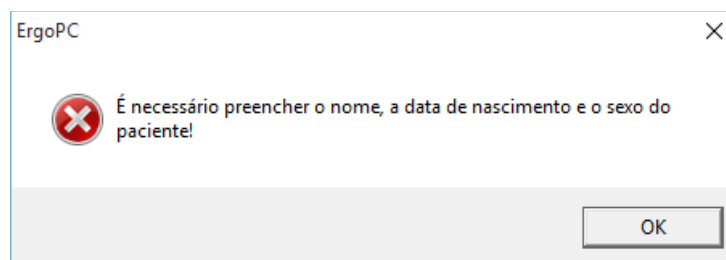 ErgoPC
É necessário preencher o nome, a data de nascimento e o sexo do
paciente!
OK